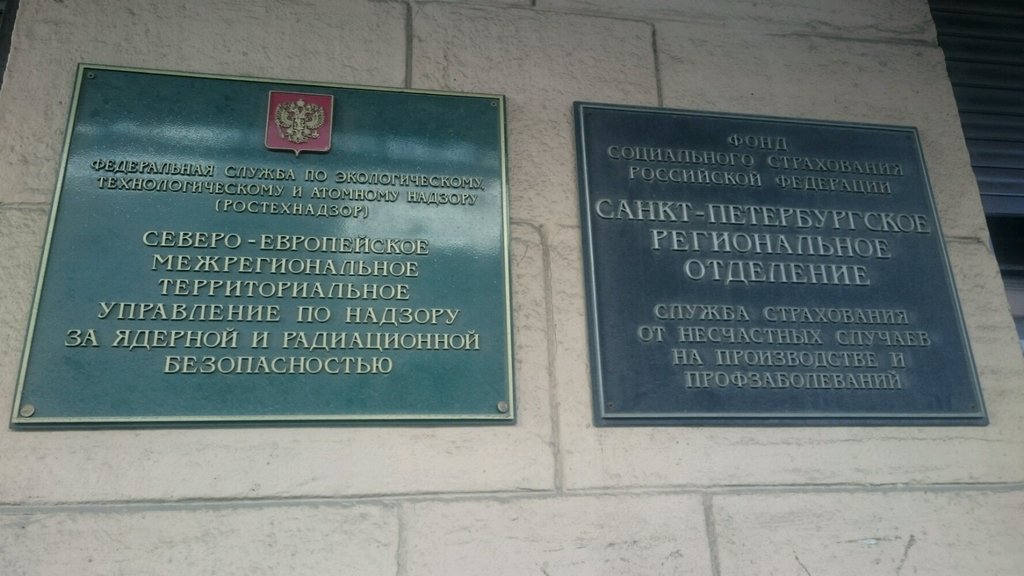 ФЕДЕРАЛЬНАЯ СЛУЖБА ПО ЭКОЛОГИЧЕСКОМУ,
ТЕХНОЛОГИЧЕСКОМУ И АТОМНОМУ НАДЗОРУ
(РОСТЕХНАДЗОР)
СЕВЕРО-ЕВРОПЕЙСКОЕ
МЕЖРЕГИОНАЛЬНОЕ
ТЕРРИТОРИАЛЬНОЕ
УПРАВЛЕНИЕ ПО НАДЗОРУ
ЗА ЯДЕРНОЙ И РАДИАЦИОННОЙ
БЕЗОПАСНОСТЬЮ
ФОНД
СОЦИАЛЬНОГО СТРАХОВАНИЯ
РОССИЙСКОЙ ФЕДЕРАЦИИ
САНКТ-ПЕТЕРБУРГСКОЕ
РЕГИОНАЛЬНОЕ
ОТДЕЛЕНИЕ
СЛУЖБА СТРАХОВАНИЯ
ОТ НЕСЧАСТНЫХ СЛУЧАЕВ
НА ПРОИЗВОДСТВЕ И
ПРОФЗАБОЛЕВАНИЙ